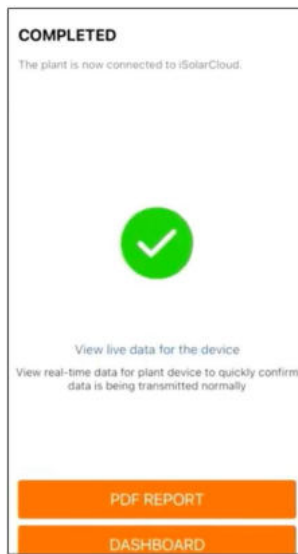 COMPLETED
The plant is now connected to iSolarCloud.
View live data for the device
View real-time data for plant device to quickly confirm
data is being transmitted normally
PDF REPORT
DASHBOARD